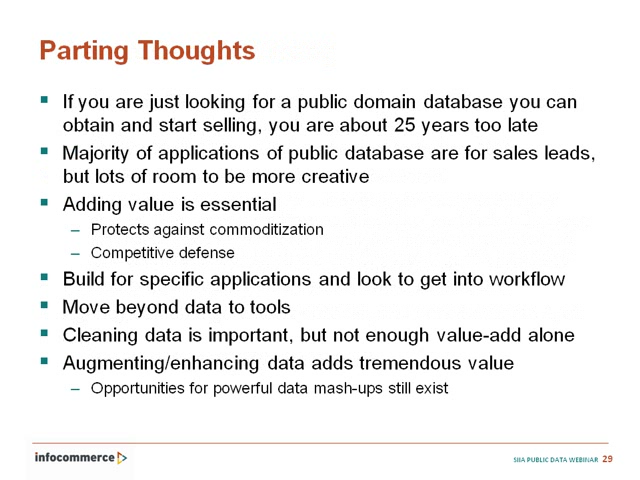 Parting Thoughts
If you are just looking for a public domain database you can
obtain and start selling, you are about 25 years too late
Majority of applications of public database are for sales leads,
but lots of room to be more creative
Adding value is essential
– Protects against commoditization
– Competitive defense
Build for specific applications and look to get into workflow
Move beyond data to tools
Cleaning data is important, but not enough value-add alone
Augmenting/enhancing data adds tremendous value
– Opportunities for powerful data mash-ups still exist
infocommerce
SIIA PUBLIC DATA WEBINAR 29